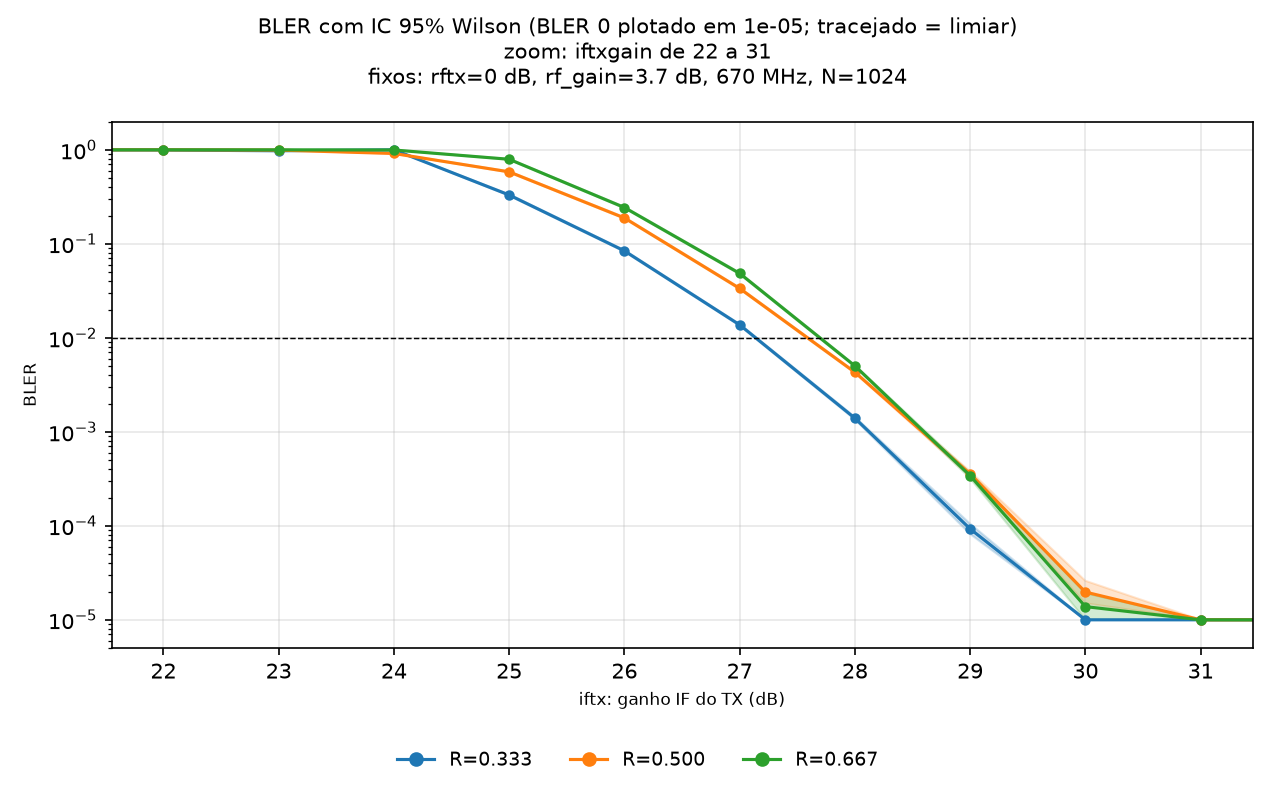 BLER com IC 95% Wilson (BLER 0 plotado em 1e-05; tracejado = limiar)
zoom: iftxgain de 22 a 31
fixos: rftx=0 dB, rf_gain=3.7 dB, 670 MHz, N=1024
10⁰
10⁻¹
10⁻²
10⁻³
10⁻⁴
10⁻⁵
BLER
22 23 24 25 26 27 28 29 30 31
iftx: ganho IF do TX (dB)
R=0.333 R=0.500 R=0.667